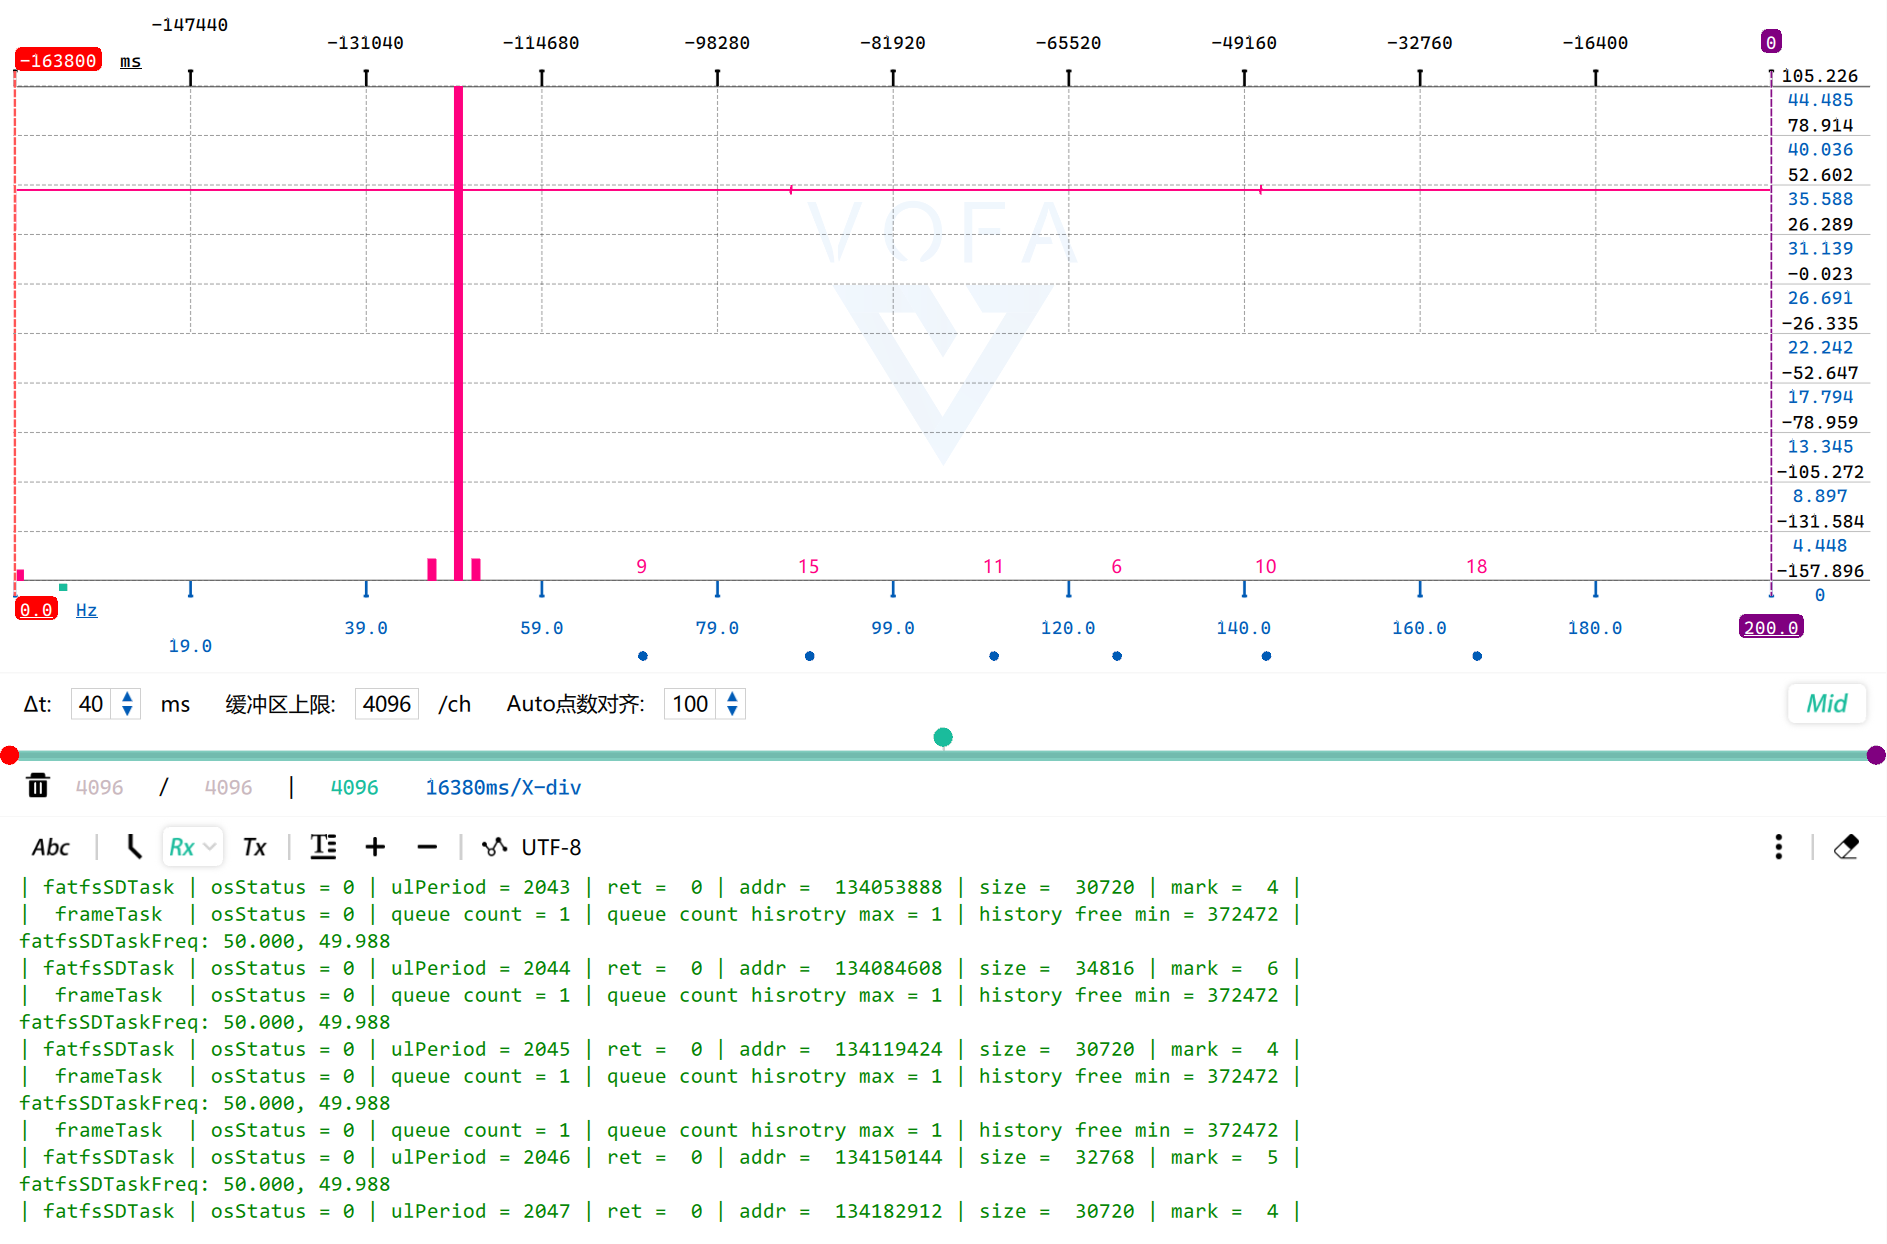 -147440
-131040 -114680 -98280 -81920 -65520 -49160 -32760 -16400 0
-163800 ms
105.226
44.485
78.914
40.036
52.602
35.588
26.289
31.139
-0.023
26.691
-26.335
22.242
-52.647
17.794
-78.959
13.345
-105.272
8.897
-131.584
4.448
-157.896
0
VOFA
9 15 11 6 10 18
0.0 Hz
19.0
39.0 59.0 79.0 99.0 120.0 140.0 160.0 180.0 200.0
Δt: 40 ms 缓冲区上限: 4096 /ch Auto点数对齐: 100 Mid
4096 / 4096 | 4096 16380ms/X-div
Abc | Rx Tx | + − | UTF-8
| fatfsSDTask | osStatus = 0 | ulPeriod = 2043 | ret =  0 | addr =  134053888 | size =  30720 | mark =  4 |
|  frameTask  | osStatus = 0 | queue count = 1 | queue count hisrotry max = 1 | history free min = 372472 |
fatfsSDTaskFreq: 50.000, 49.988
| fatfsSDTask | osStatus = 0 | ulPeriod = 2044 | ret =  0 | addr =  134084608 | size =  34816 | mark =  6 |
|  frameTask  | osStatus = 0 | queue count = 1 | queue count hisrotry max = 1 | history free min = 372472 |
fatfsSDTaskFreq: 50.000, 49.988
| fatfsSDTask | osStatus = 0 | ulPeriod = 2045 | ret =  0 | addr =  134119424 | size =  30720 | mark =  4 |
|  frameTask  | osStatus = 0 | queue count = 1 | queue count hisrotry max = 1 | history free min = 372472 |
fatfsSDTaskFreq: 50.000, 49.988
|  frameTask  | osStatus = 0 | queue count = 1 | queue count hisrotry max = 1 | history free min = 372472 |
| fatfsSDTask | osStatus = 0 | ulPeriod = 2046 | ret =  0 | addr =  134150144 | size =  32768 | mark =  5 |
fatfsSDTaskFreq: 50.000, 49.988
| fatfsSDTask | osStatus = 0 | ulPeriod = 2047 | ret =  0 | addr =  134182912 | size =  30720 | mark =  4 |